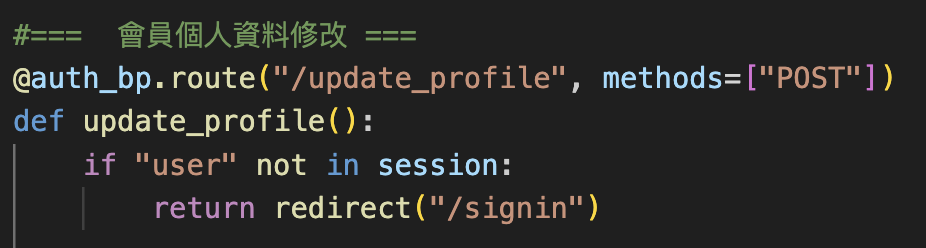 #===  會員個人資料修改 ===
@auth_bp.route("/update_profile", methods=["POST"])
def update_profile():
    if "user" not in session:
        return redirect("/signin")